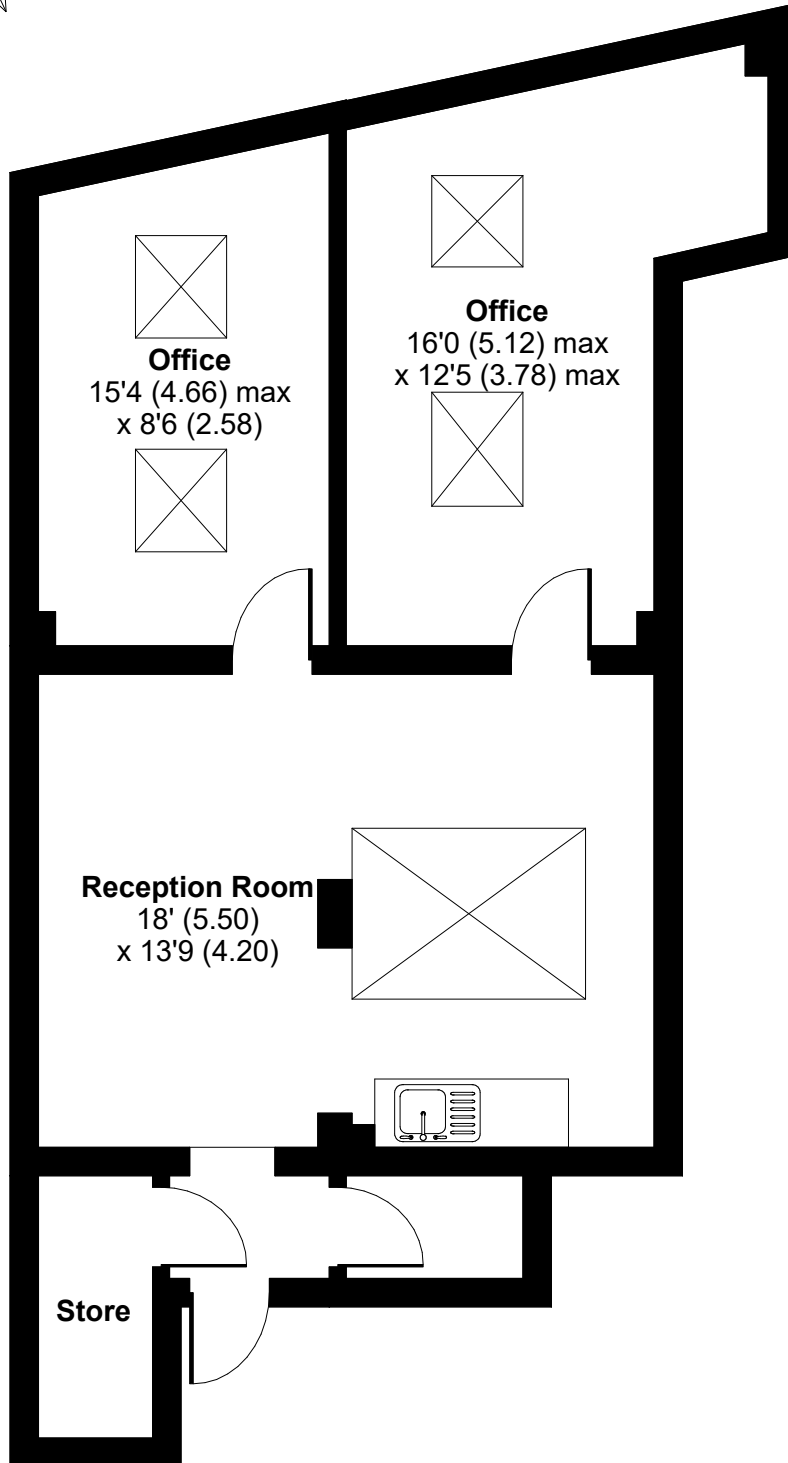 Office
16'0 (5.12) max
x 12'5 (3.78) max
Office
15'4 (4.66) max
x 8'6 (2.58)
Reception Room
18' (5.50)
x 13'9 (4.20)
Store